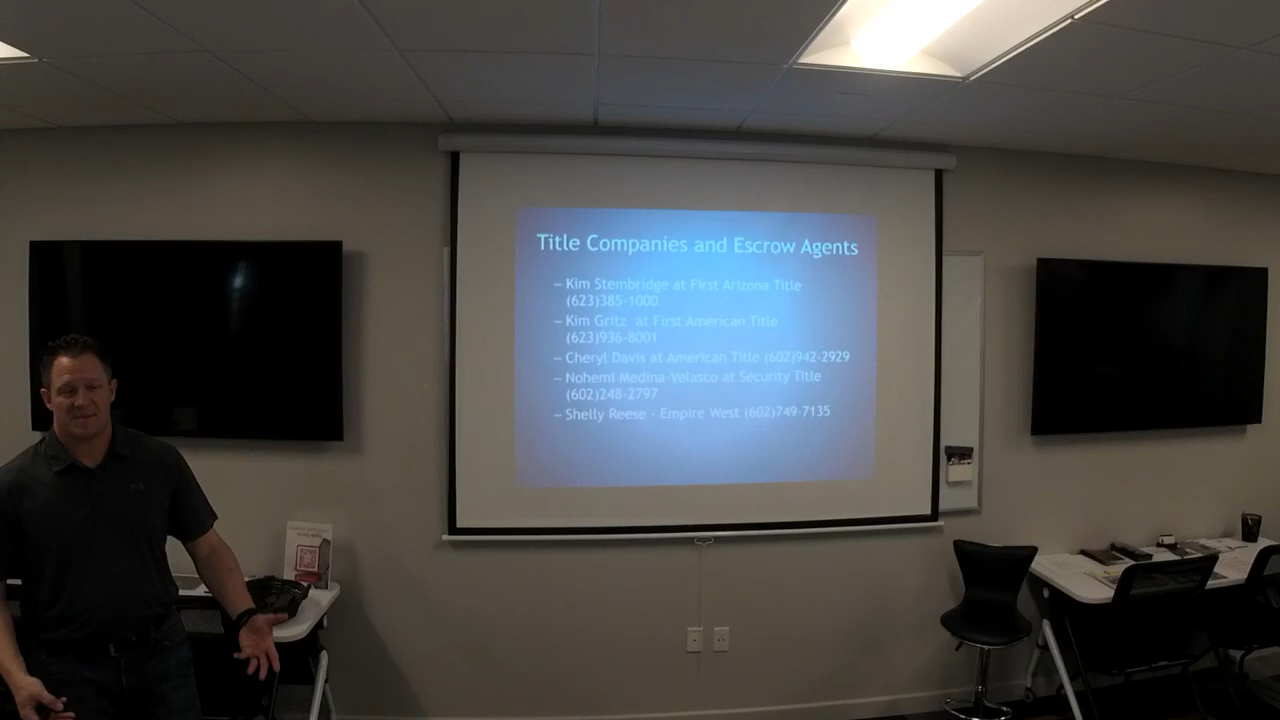 Title Companies and Escrow Agents
– Kim Stembridge at First Arizona Title
(623)385-1000
– Kim Gritz at First American Title
(623)936-8001
– Cheryl Davis at American Title (602)942-2929
– Nohemi Medina-Velasco at Security Title
(602)248-2797
– Shelly Reese - Empire West (602)749-7135